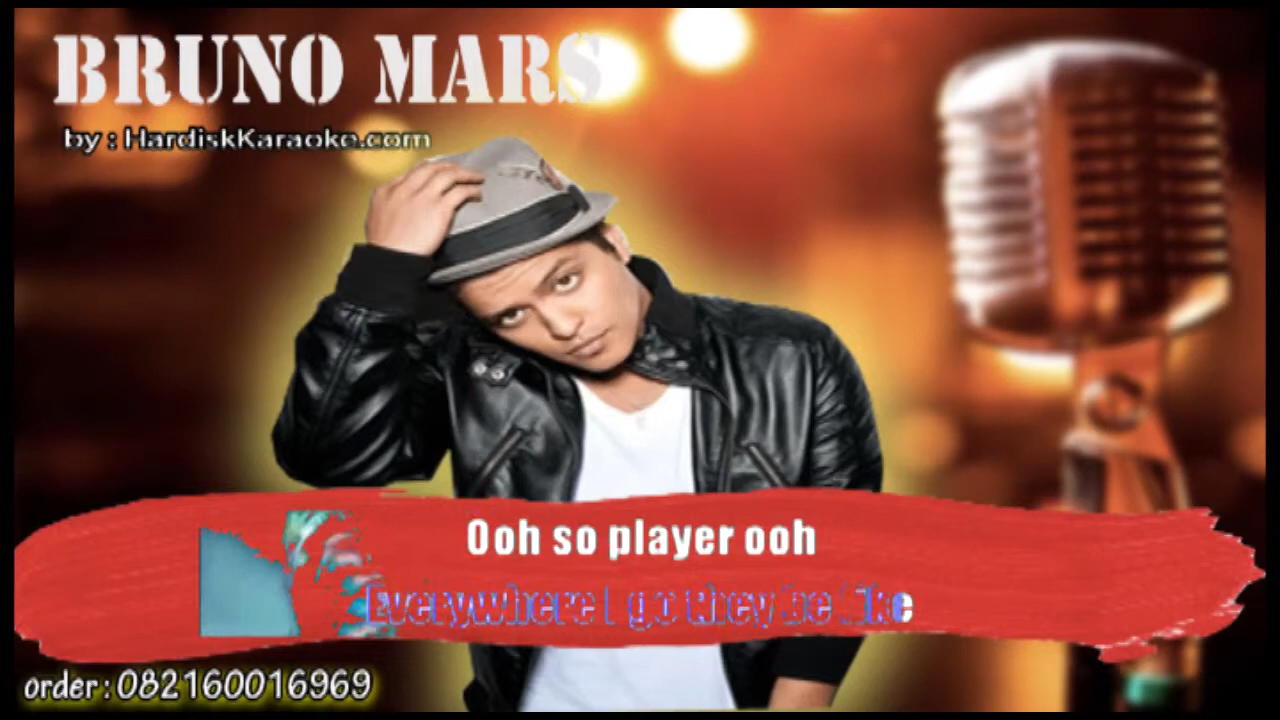 BRUNO MARS
by : HardiskKaraoke.com
Ooh so player ooh
Everywhere I go they be like
order : 082160016969